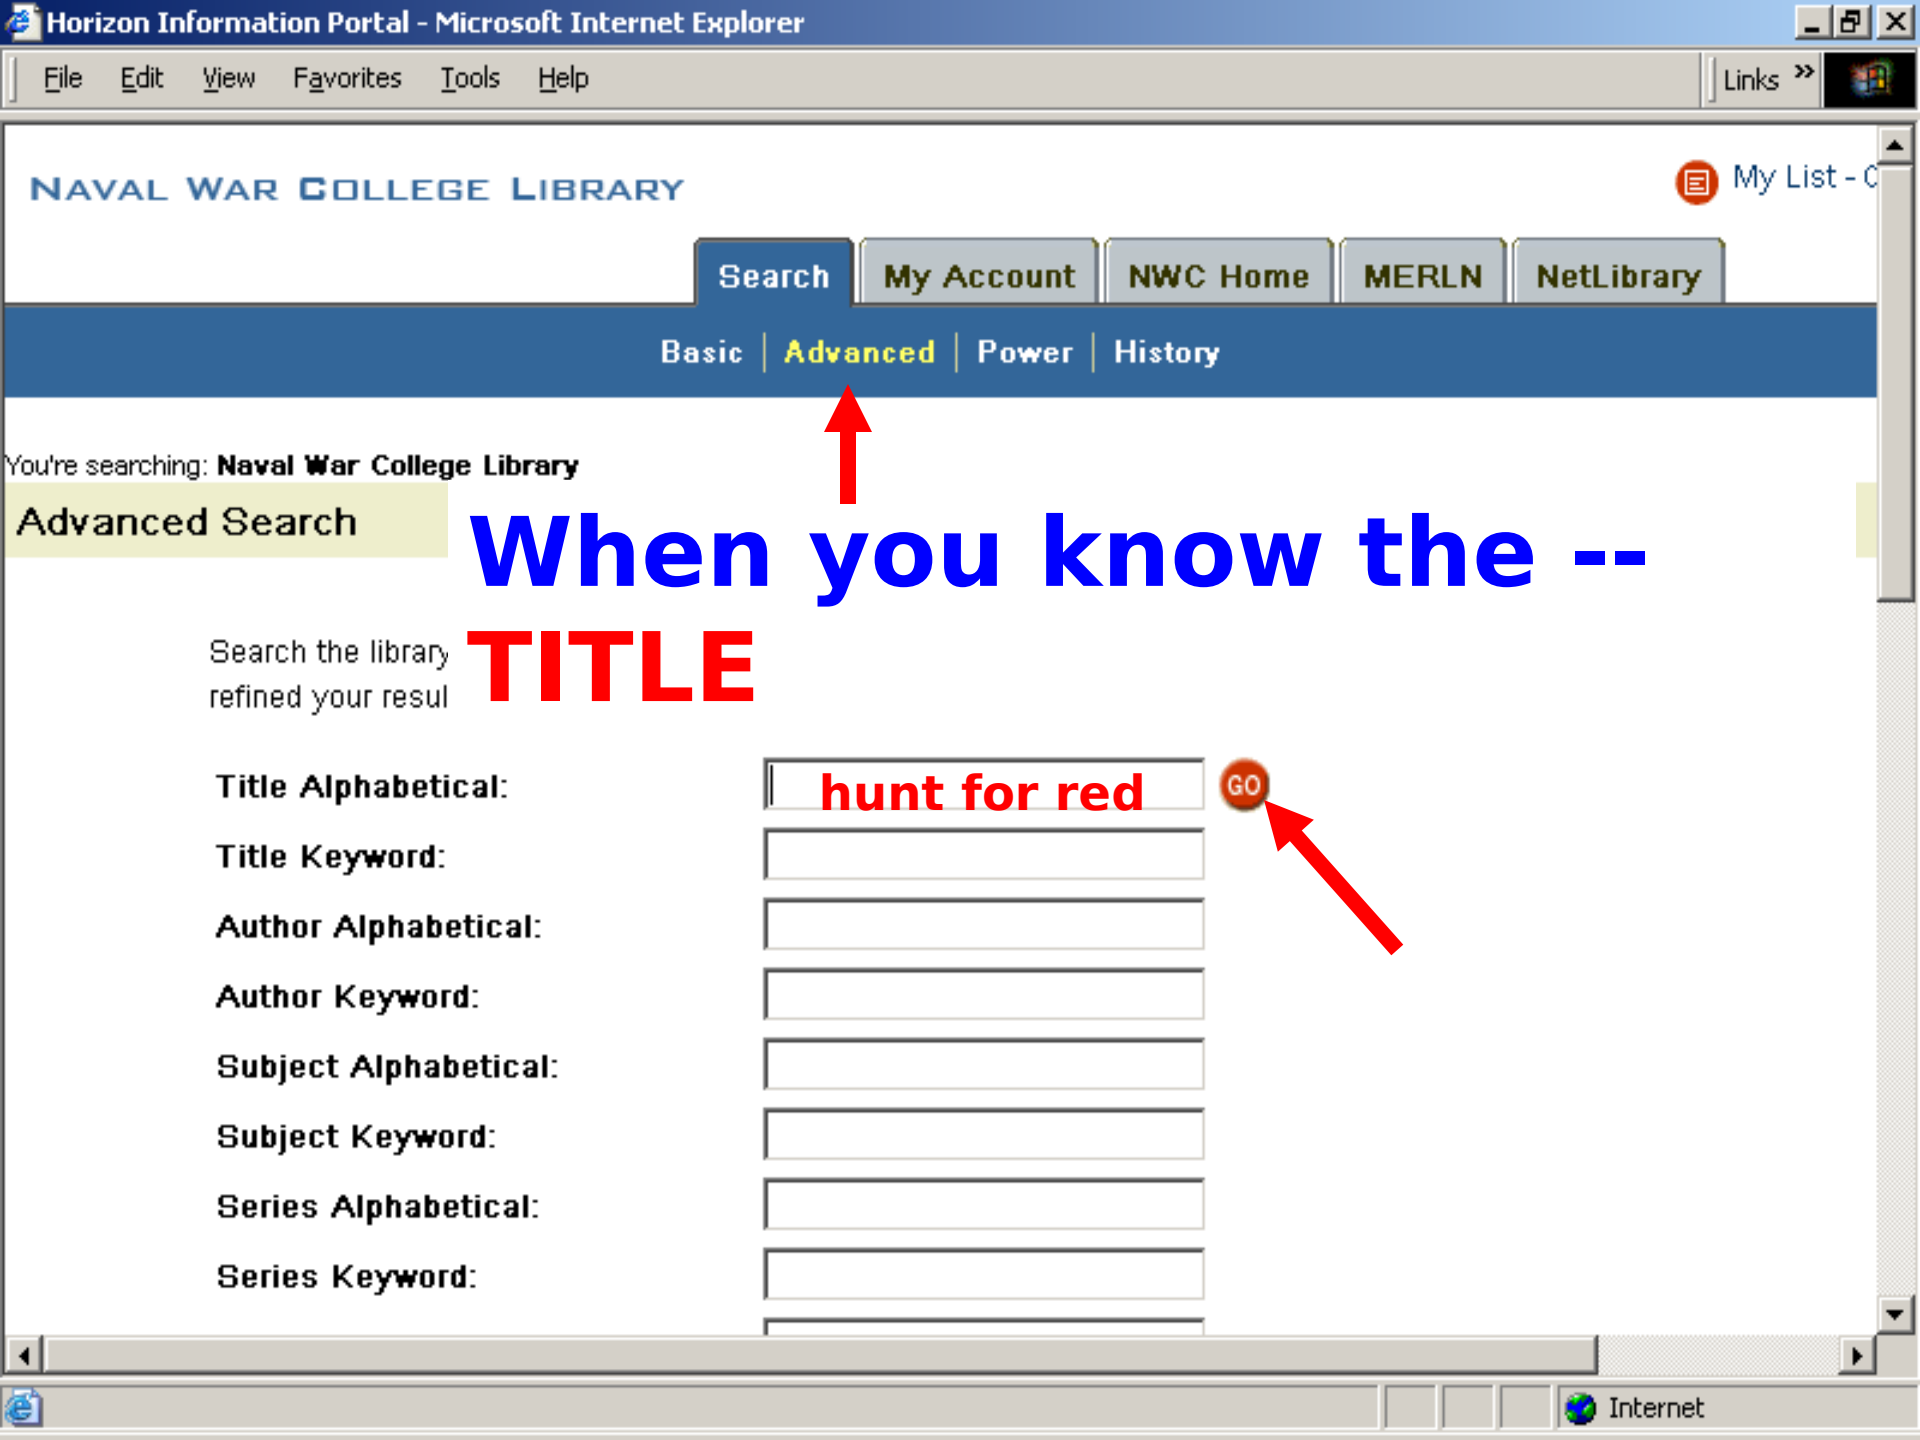 Horizon Information Portal - Microsoft Internet Explorer
File Edit View Favorites Tools Help Links »
NAVAL WAR COLLEGE LIBRARY
My List -
Search My Account NWC Home MERLN NetLibrary
Basic | Advanced | Power | History
You're searching: Naval War College Library
Advanced Search
When you know the --
TITLE
Search the library
refined your resul
Title Alphabetical: hunt for red GO
Title Keyword:
Author Alphabetical:
Author Keyword:
Subject Alphabetical:
Subject Keyword:
Series Alphabetical:
Series Keyword:
Internet